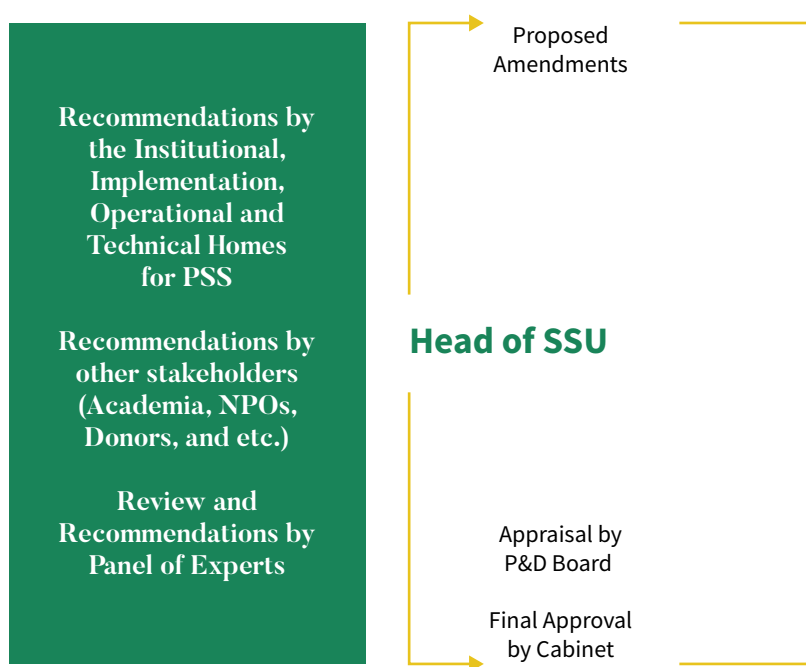 Recommendations by
the Institutional,
Implementation,
Operational and
Technical Homes
for PSS
Recommendations by
other stakeholders
(Academia, NPOs,
Donors, and etc.)
Review and
Recommendations by
Panel of Experts
Proposed
Amendments
Head of SSU
Appraisal by
P&D Board
Final Approval
by Cabinet